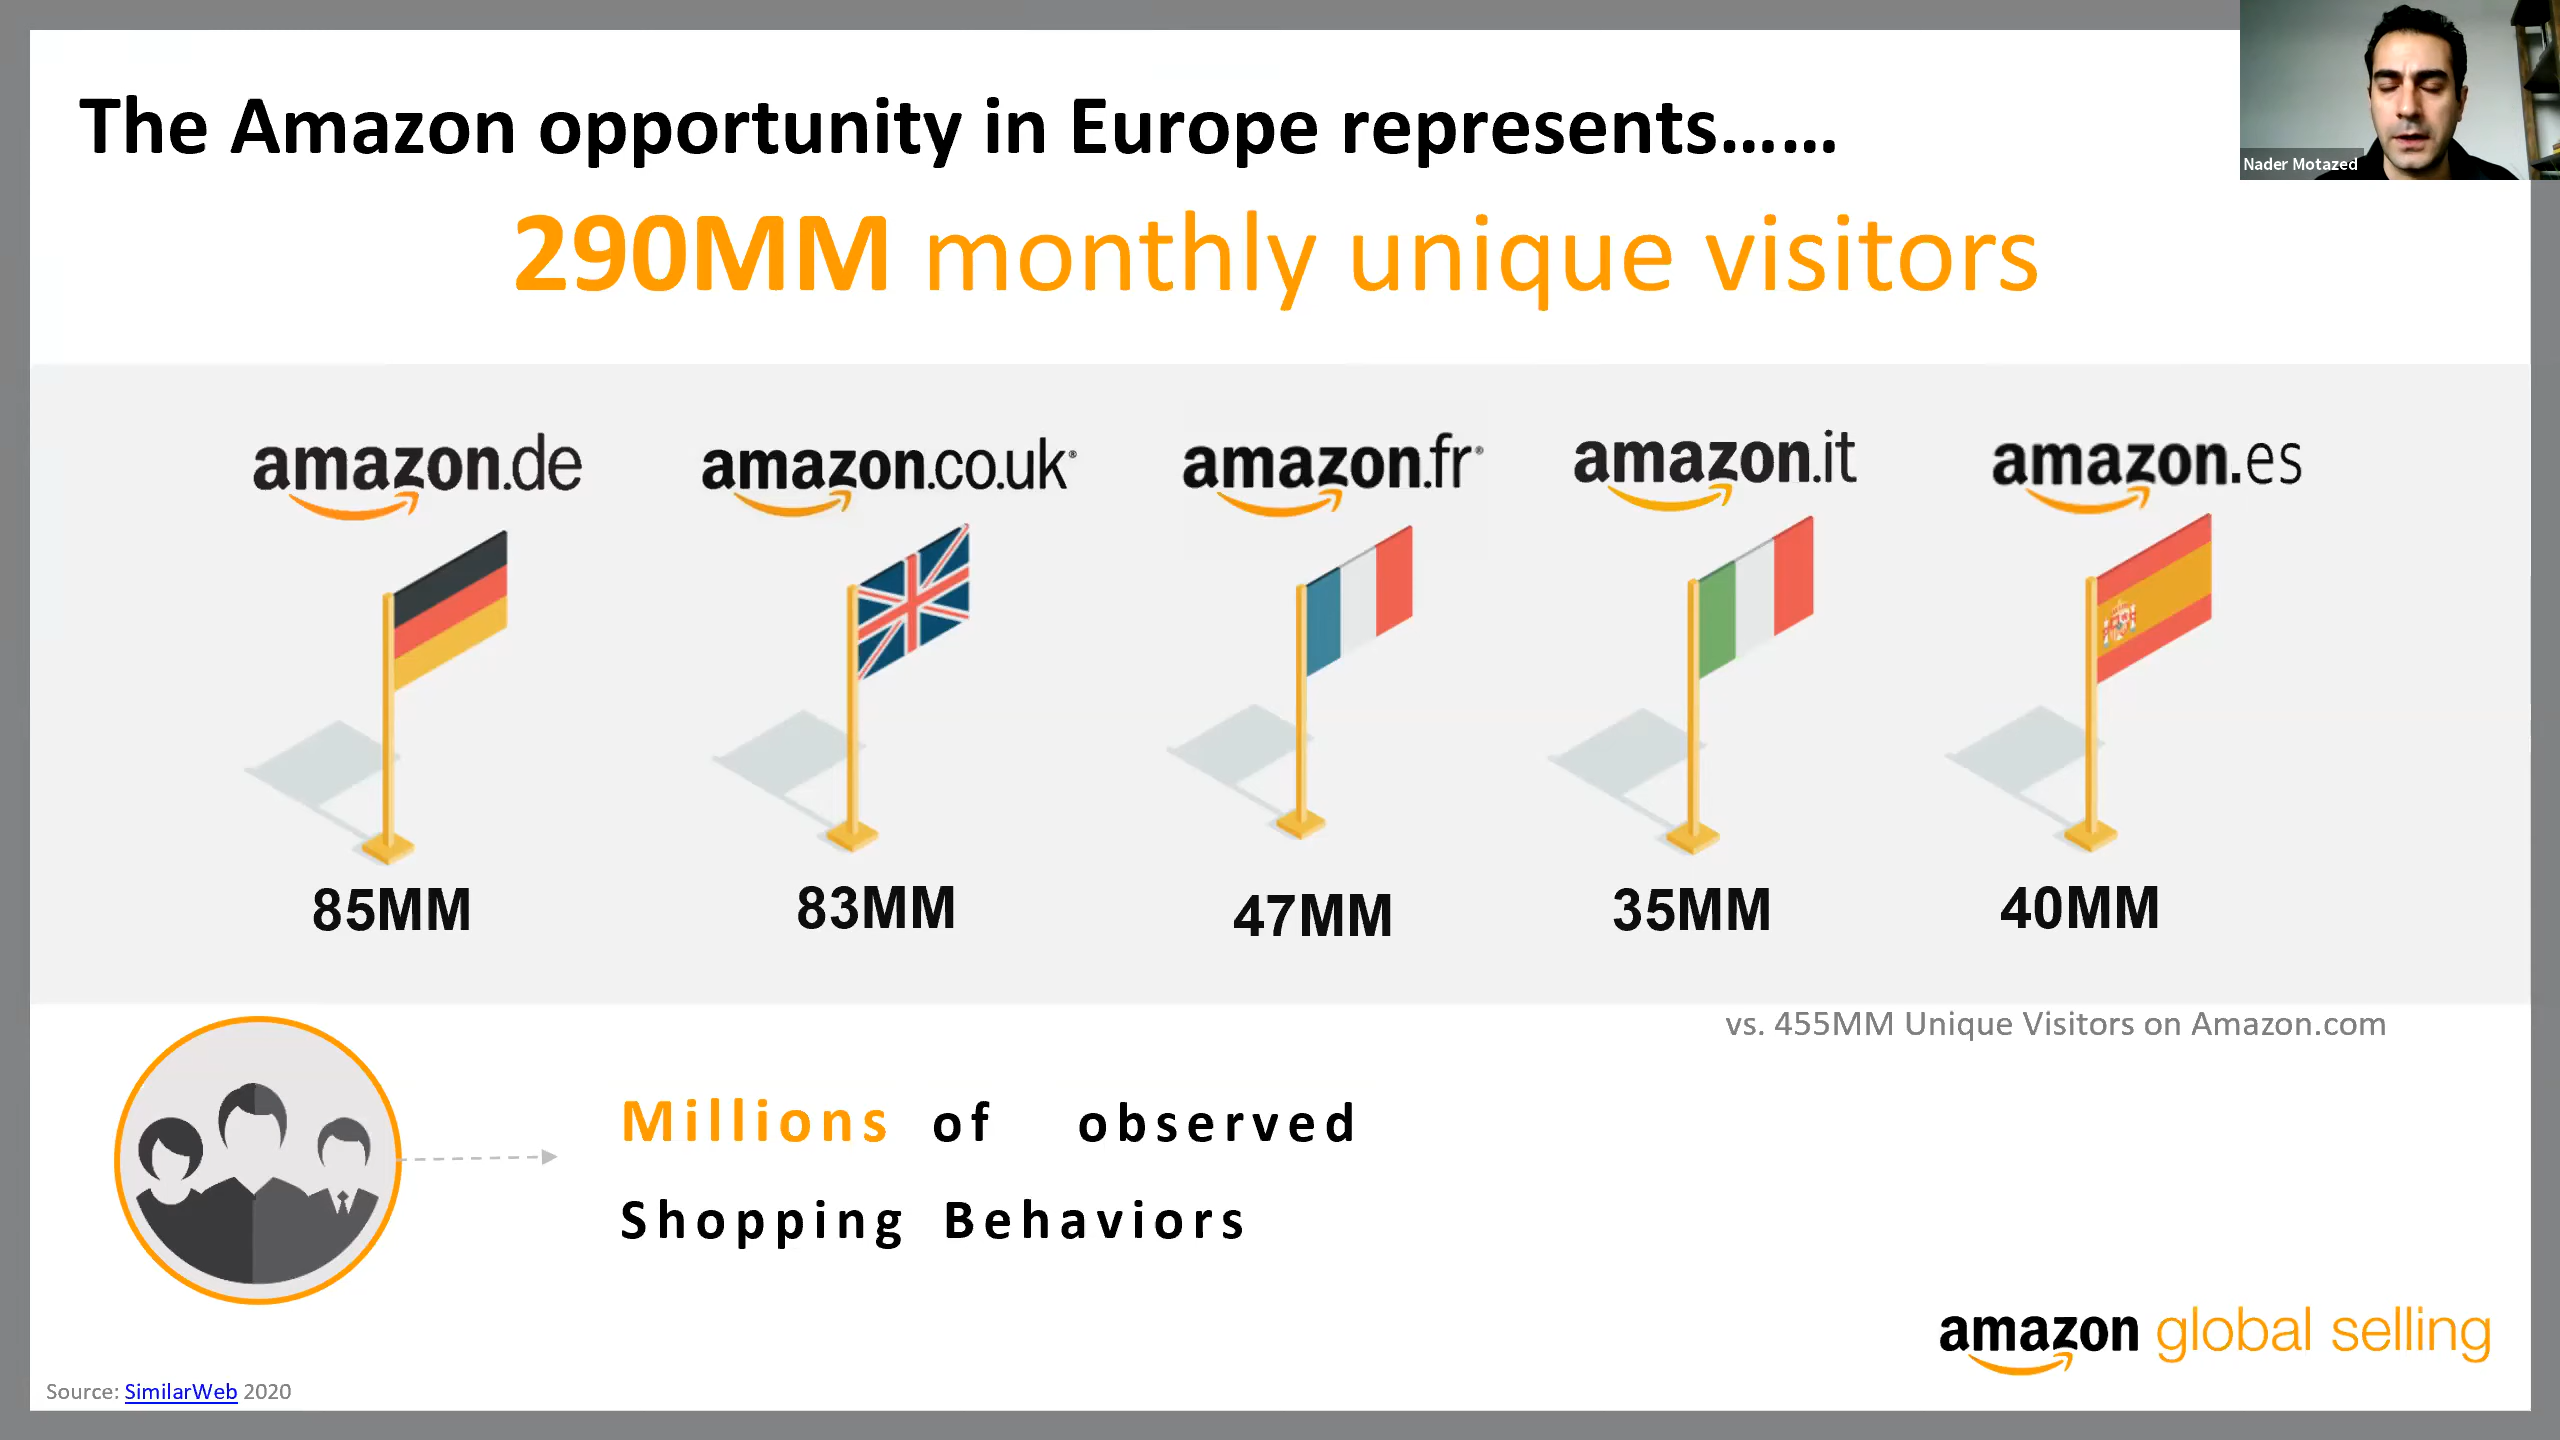 The Amazon opportunity in Europe represents......
Nader Motazed
290MM monthly unique visitors
amazon.de
amazon.co.uk®
amazon.fr®
amazon.it
amazon.es
85MM
83MM
47MM
35MM
40MM
vs. 455MM Unique Visitors on Amazon.com
Millions of observed
Shopping Behaviors
amazon global selling
Source: SimilarWeb 2020